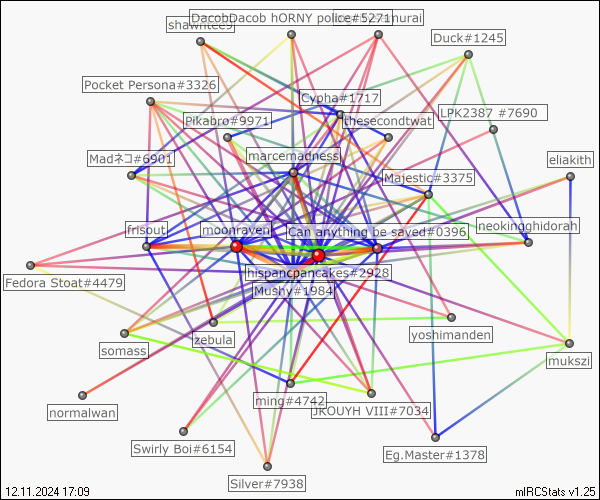 DacobDacob hORNY police#5271
shawntee9
Duck#1245
Pocket Persona#3326
Cypha#1717
LPK2387 #7690
Pikabro#9971
thesecondtwat
marcemadness
Madネコ#6901
eliakith
Majestic#3375
frisout
moonraven
Can anything be saved#0396
neokingghidorah
hispancpancakes#2928
Fedora Stoat#4479
Mushy#1984
zebula
yoshimanden
somass
mukszi
ming#4742
JKOUYH VIII#7034
normalwan
Swirly Boi#6154
Eg.Master#1378
Silver#7938
12.11.2024 17:09
mIRCStats v1.25